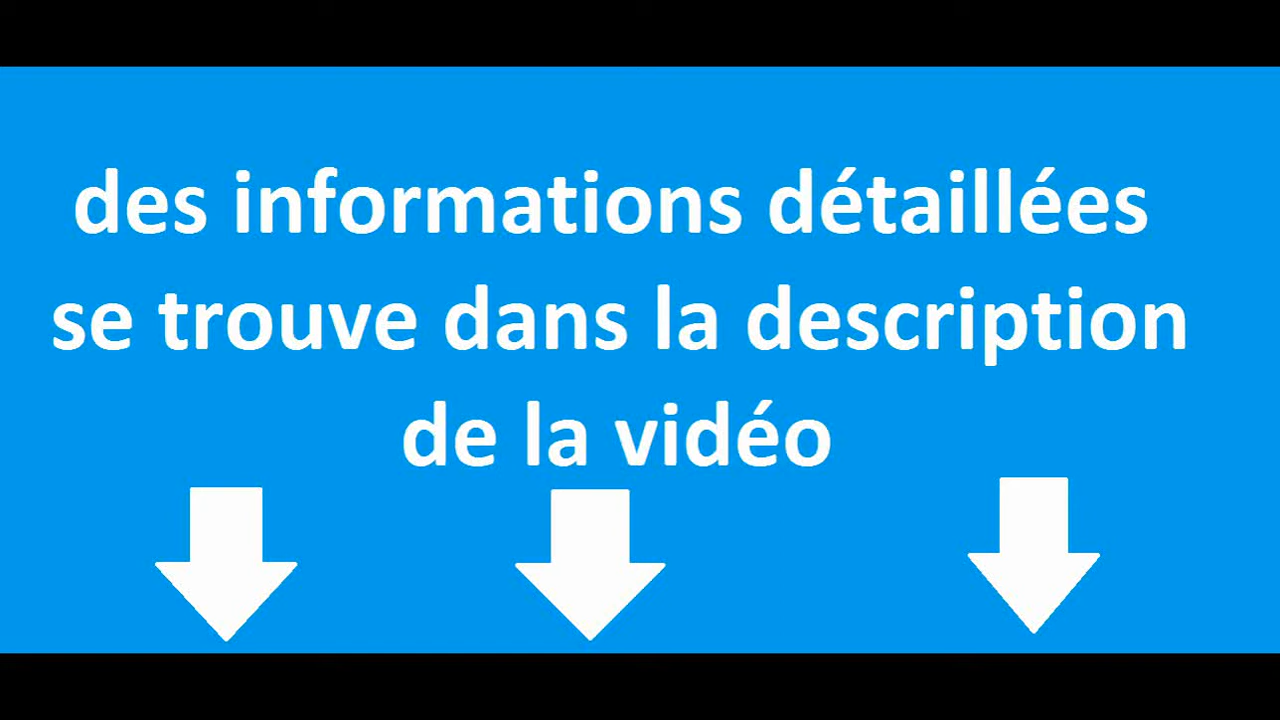 des informations détaillées
se trouve dans la description
de la vidéo